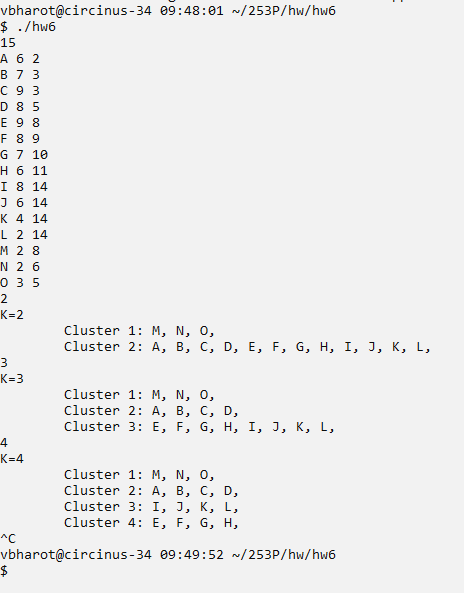 vbharot@circinus-34 09:48:01 ~/253P/hw/hw6
$ ./hw6
15
A 6 2
B 7 3
C 9 3
D 8 5
E 9 8
F 8 9
G 7 10
H 6 11
I 8 14
J 6 14
K 4 14
L 2 14
M 2 8
N 2 6
O 3 5
2
K=2
Cluster 1: M, N, O,
Cluster 2: A, B, C, D, E, F, G, H, I, J, K, L,
3
K=3
Cluster 1: M, N, O,
Cluster 2: A, B, C, D,
Cluster 3: E, F, G, H, I, J, K, L,
4
K=4
Cluster 1: M, N, O,
Cluster 2: A, B, C, D,
Cluster 3: I, J, K, L,
Cluster 4: E, F, G, H,
^C
vbharot@circinus-34 09:49:52 ~/253P/hw/hw6
$